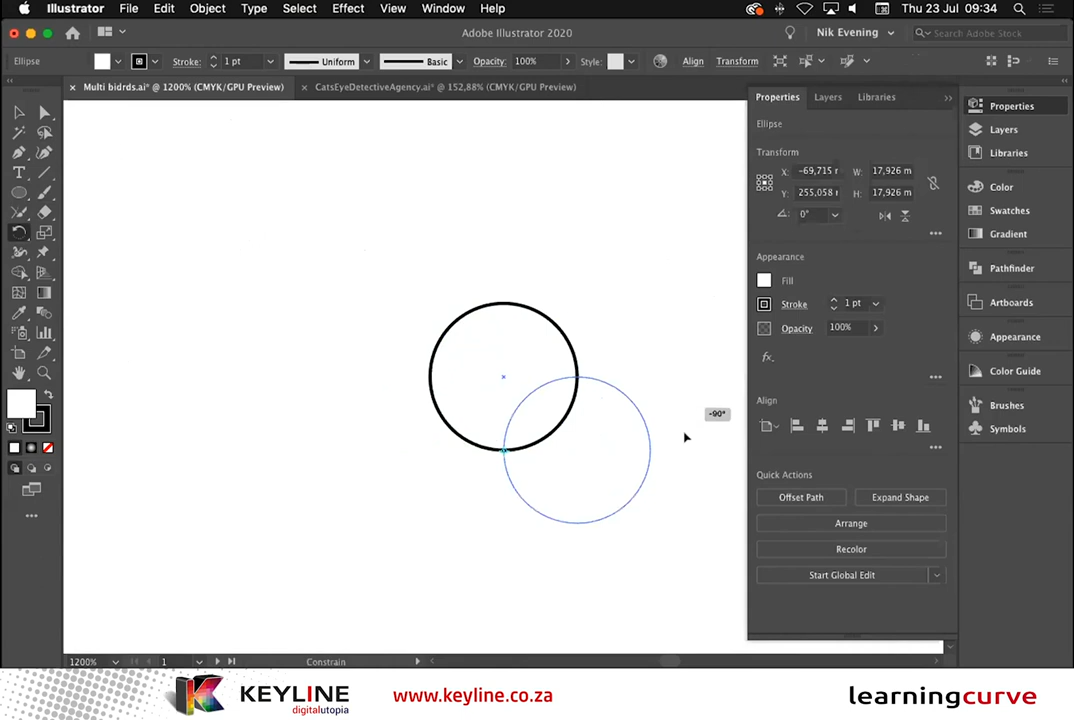 Illustrator File Edit Object Type Select Effect View Window Help Thu 23 Jul 09:34
Adobe Illustrator 2020 Nik Evening Search Adobe Stock
Ellipse Stroke: 1 pt Uniform Basic Opacity: 100% Style: Align Transform
× Multi bidrds.ai* @ 1200% (CMYK/GPU Preview) × CatsEyeDetectiveAgency.ai* @ 152,88% (CMYK/GPU Preview)
Properties Layers Libraries
Ellipse
Transform
X: -69,715 r W: 17,926 m
Y: 255,058 r H: 17,926 m
0°
Appearance
Fill
Stroke 1 pt
Opacity 100%
fx.
Align
Quick Actions
Offset Path Expand Shape
Arrange
Recolor
Start Global Edit
Properties
Layers
Libraries
Color
Swatches
Gradient
Pathfinder
Artboards
Appearance
Color Guide
Brushes
Symbols
-90°
1200% 1 Constrain
KEYLINE
digitalutopia
www.keyline.co.za
learningcurve